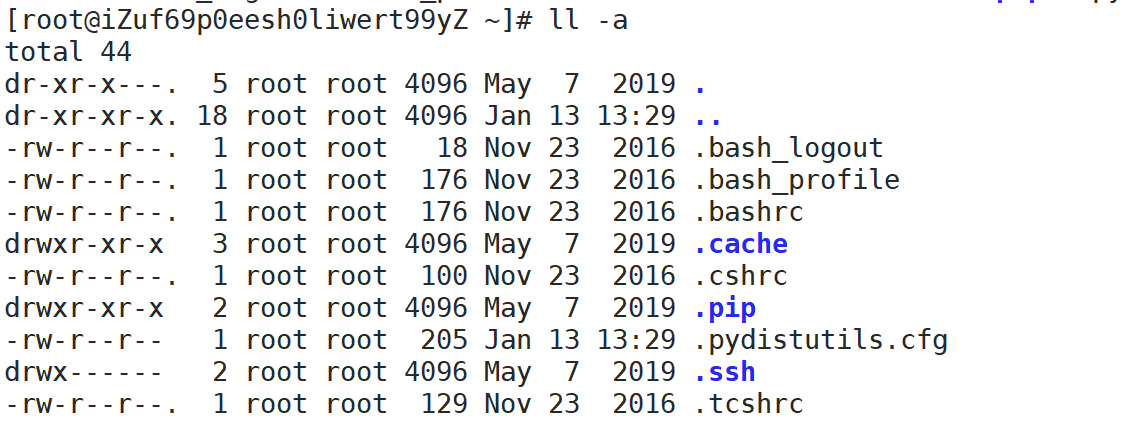 [root@iZuf69p0eesh0liwert99yZ ~]# ll -a
total 44
dr-xr-x---.  5 root root 4096 May  7  2019 .
dr-xr-xr-x. 18 root root 4096 Jan 13 13:29 ..
-rw-r--r--.  1 root root   18 Nov 23  2016 .bash_logout
-rw-r--r--.  1 root root  176 Nov 23  2016 .bash_profile
-rw-r--r--.  1 root root  176 Nov 23  2016 .bashrc
drwxr-xr-x   3 root root 4096 May  7  2019 .cache
-rw-r--r--.  1 root root  100 Nov 23  2016 .cshrc
drwxr-xr-x   2 root root 4096 May  7  2019 .pip
-rw-r--r--   1 root root  205 Jan 13 13:29 .pydistutils.cfg
drwx------   2 root root 4096 May  7  2019 .ssh
-rw-r--r--.  1 root root  129 Nov 23  2016 .tcshrc